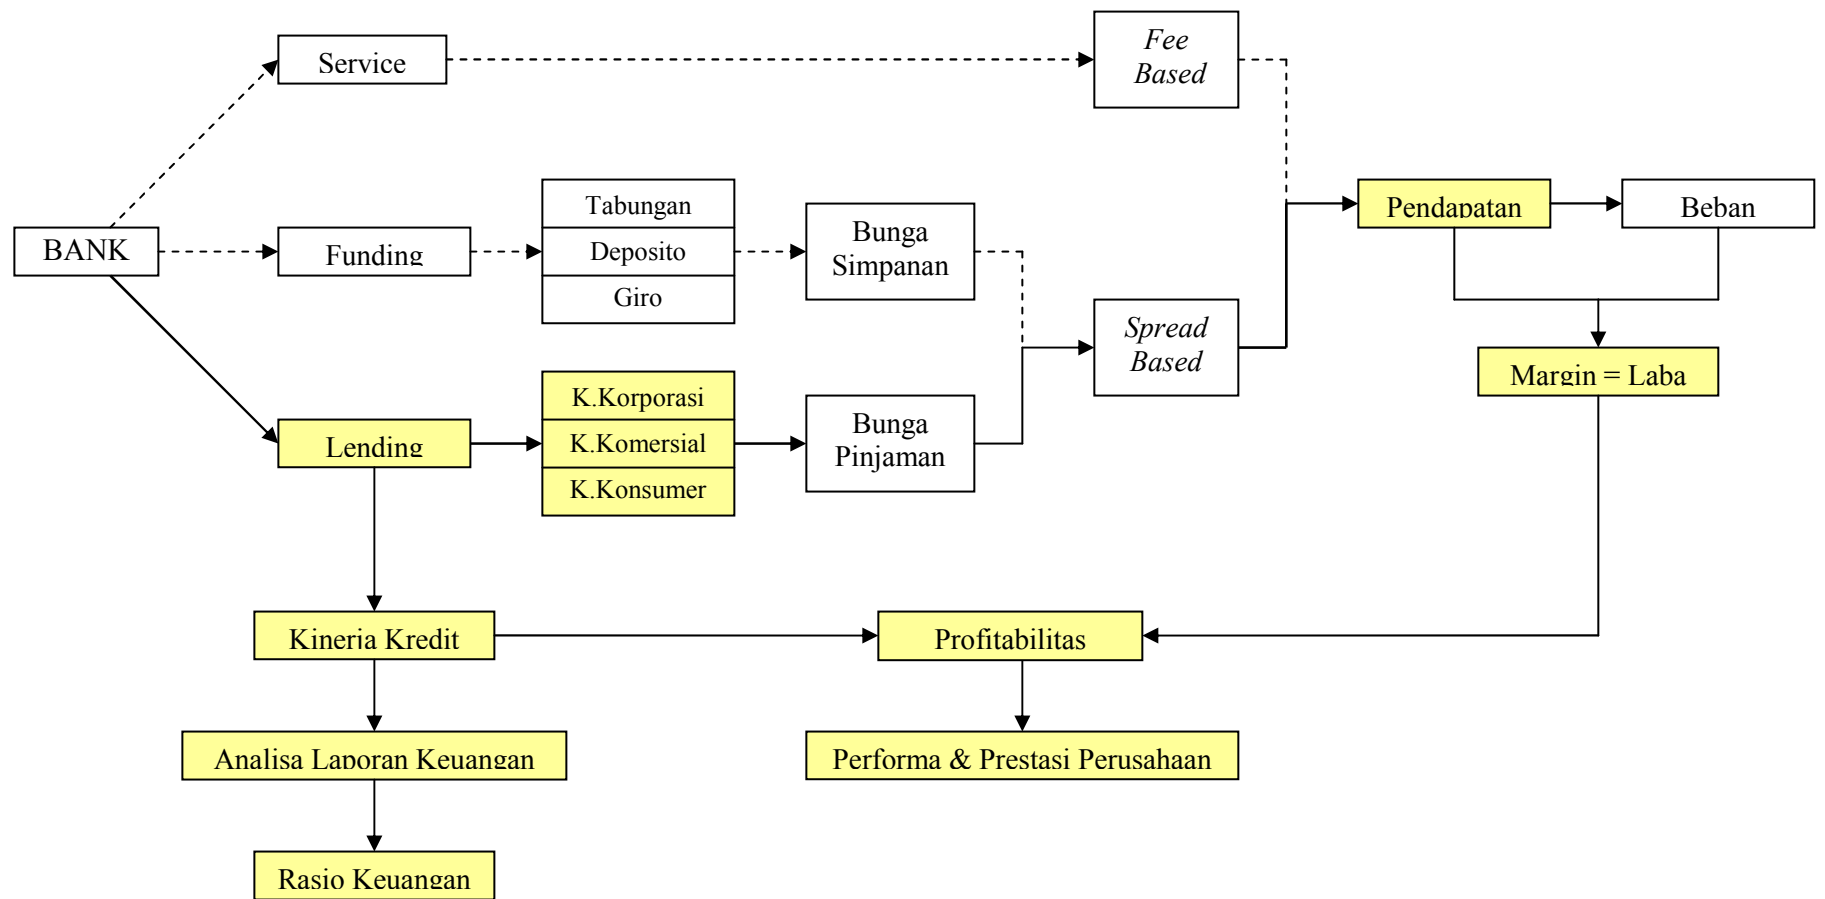 Service
Fee
Based
BANK
Funding
Tabungan
Deposito
Giro
Bunga
Simpanan
Pendapatan
Beban
Spread
Based
Margin = Laba
Lending
K.Korporasi
K.Komersial
K.Konsumer
Bunga
Pinjaman
Kinerja Kredit
Profitabilitas
Analisa Laporan Keuangan
Performa & Prestasi Perusahaan
Rasio Keuangan